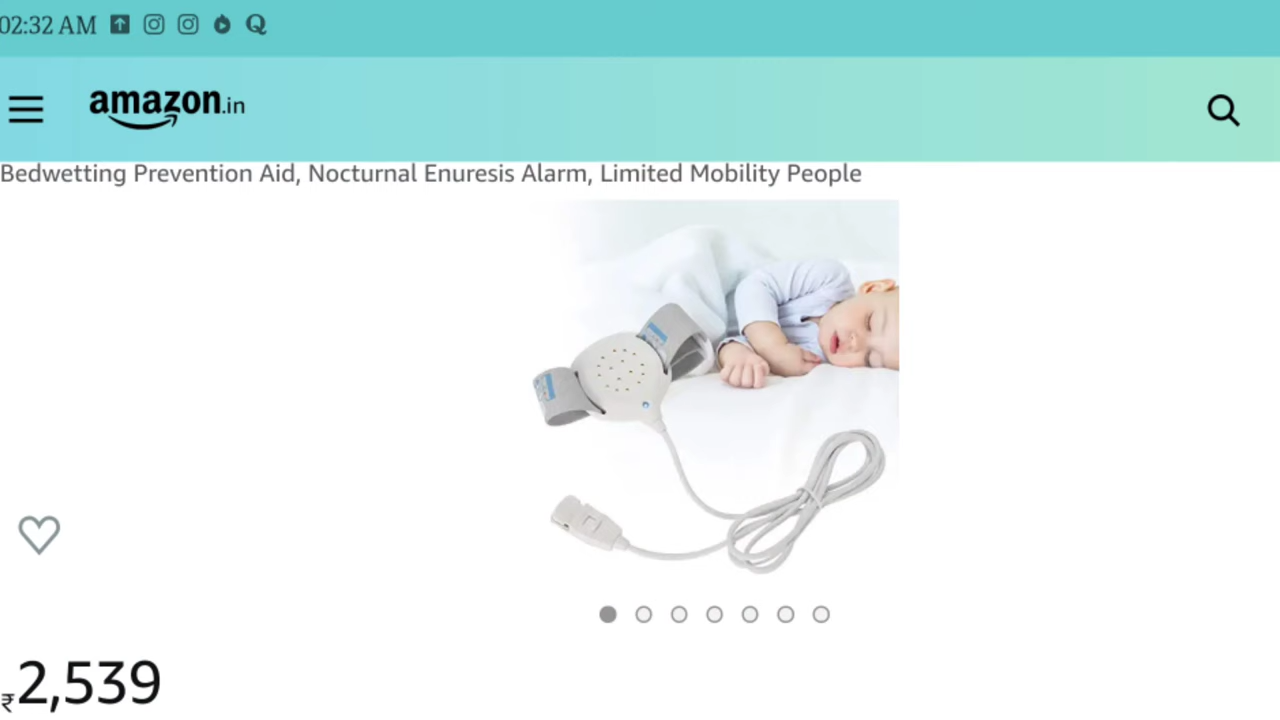 02:32 AM
amazon.in
Bedwetting Prevention Aid, Nocturnal Enuresis Alarm, Limited Mobility People
₹2,539